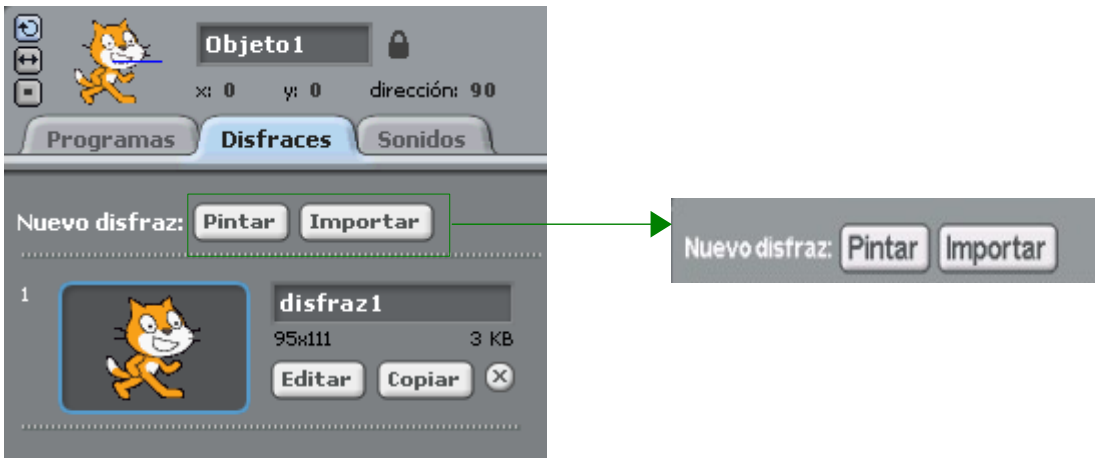 Objeto1
x: 0 y: 0 dirección: 90
Programas Disfraces Sonidos
Nuevo disfraz: Pintar Importar
1
disfraz1
95x111 3 KB
Editar Copiar
Nuevo disfraz: Pintar Importar